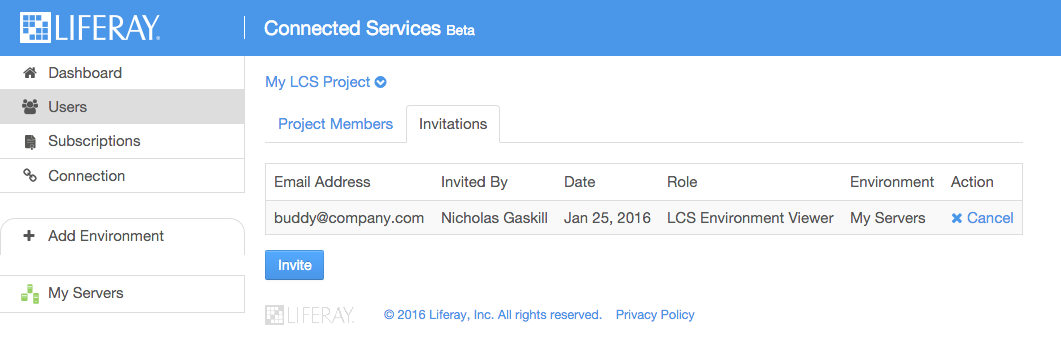 LIFERAY. Connected Services Beta
Dashboard
Users
Subscriptions
Connection
Add Environment
My Servers
My LCS Project
Project Members Invitations
Email Address Invited By Date Role Environment Action
buddy@company.com Nicholas Gaskill Jan 25, 2016 LCS Environment Viewer My Servers Cancel
Invite
LIFERAY. © 2016 Liferay, Inc. All rights reserved. Privacy Policy